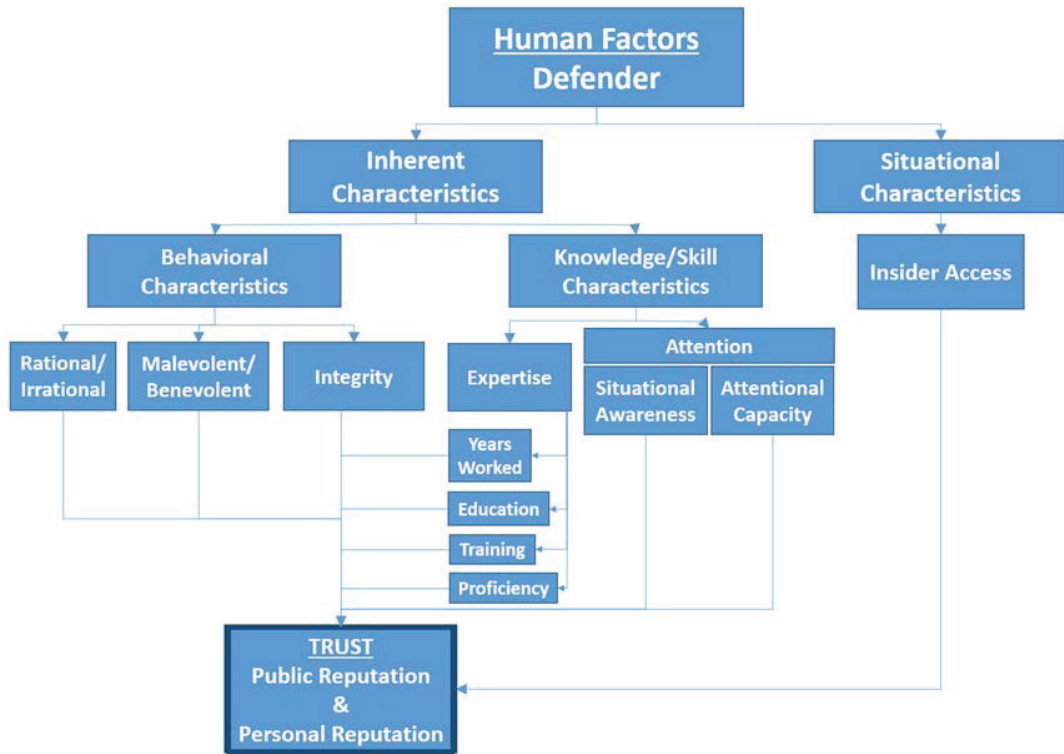 Human Factors
Defender
Inherent
Characteristics
Situational
Characteristics
Behavioral
Characteristics
Knowledge/Skill
Characteristics
Insider Access
Rational/
Irrational
Malevolent/
Benevolent
Integrity
Expertise
Attention
Situational
Awareness
Attentional
Capacity
Years
Worked
Education
Training
Proficiency
TRUST
Public Reputation
&
Personal Reputation